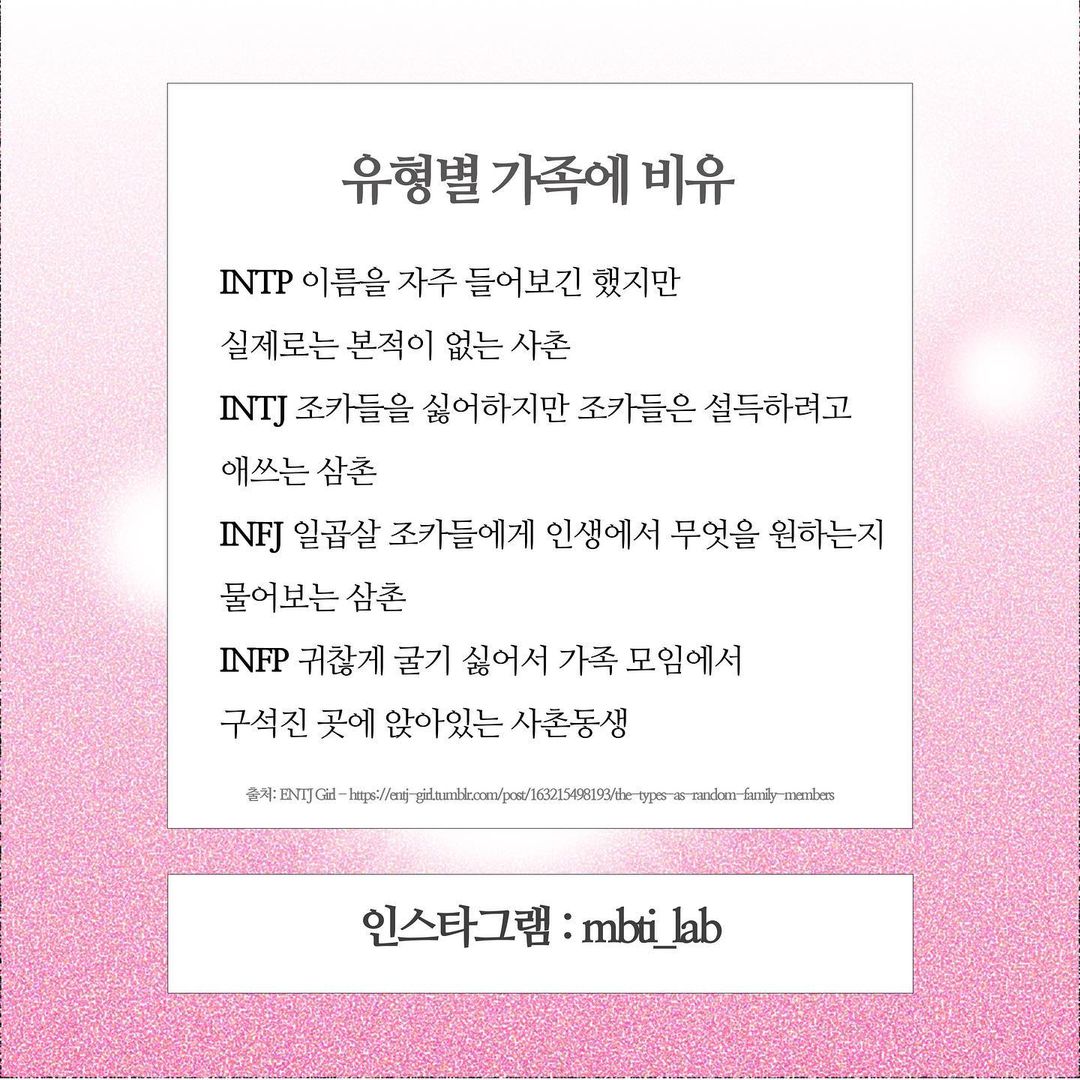 유형별 가족에 비유
INTP 이름을 자주 들어보긴 했지만
실제로는 본적이 없는 사촌
INTJ 조카들을 싫어하지만 조카들은 설득하려고
애쓰는 삼촌
INFJ 일곱살 조카들에게 인생에서 무엇을 원하는지
물어보는 삼촌
INFP 귀찮게 굴기 싫어서 가족 모임에서
구석진 곳에 앉아있는 사촌동생
출처: ENTJ Girl - https://entj-girl.tumblr.com/post/163215498193/the-types-as-random-family-members
인스타그램 : mbti_lab